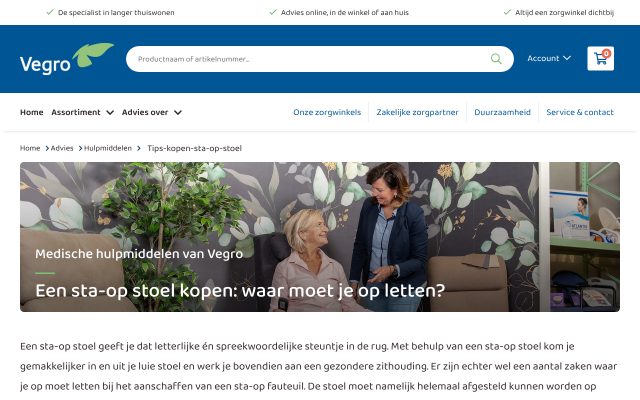 De specialist in langer thuiswonen
Advies online, in de winkel of aan huis
Altijd een zorgwinkel dichtbij
Vegro
Productnaam of artikelnummer...
Account
0
Home
Assortiment
Advies over
Onze zorgwinkels
Zakelijke zorgpartner
Duurzaamheid
Service & contact
Home
Advies
Hulpmiddelen
Tips-kopen-sta-op-stoel
Medische hulpmiddelen van Vegro
Een sta-op stoel kopen: waar moet je op letten?
Een sta-op stoel geeft je dat letterlijke én spreekwoordelijke steuntje in de rug. Met behulp van een sta-op stoel kom je
gemakkelijker in en uit je luie stoel en werk je bovendien aan een gezondere zithouding. Er zijn echter wel een aantal zaken waar
je op moet letten bij het aanschaffen van een sta-op fauteuil. De stoel moet namelijk helemaal afgesteld kunnen worden op